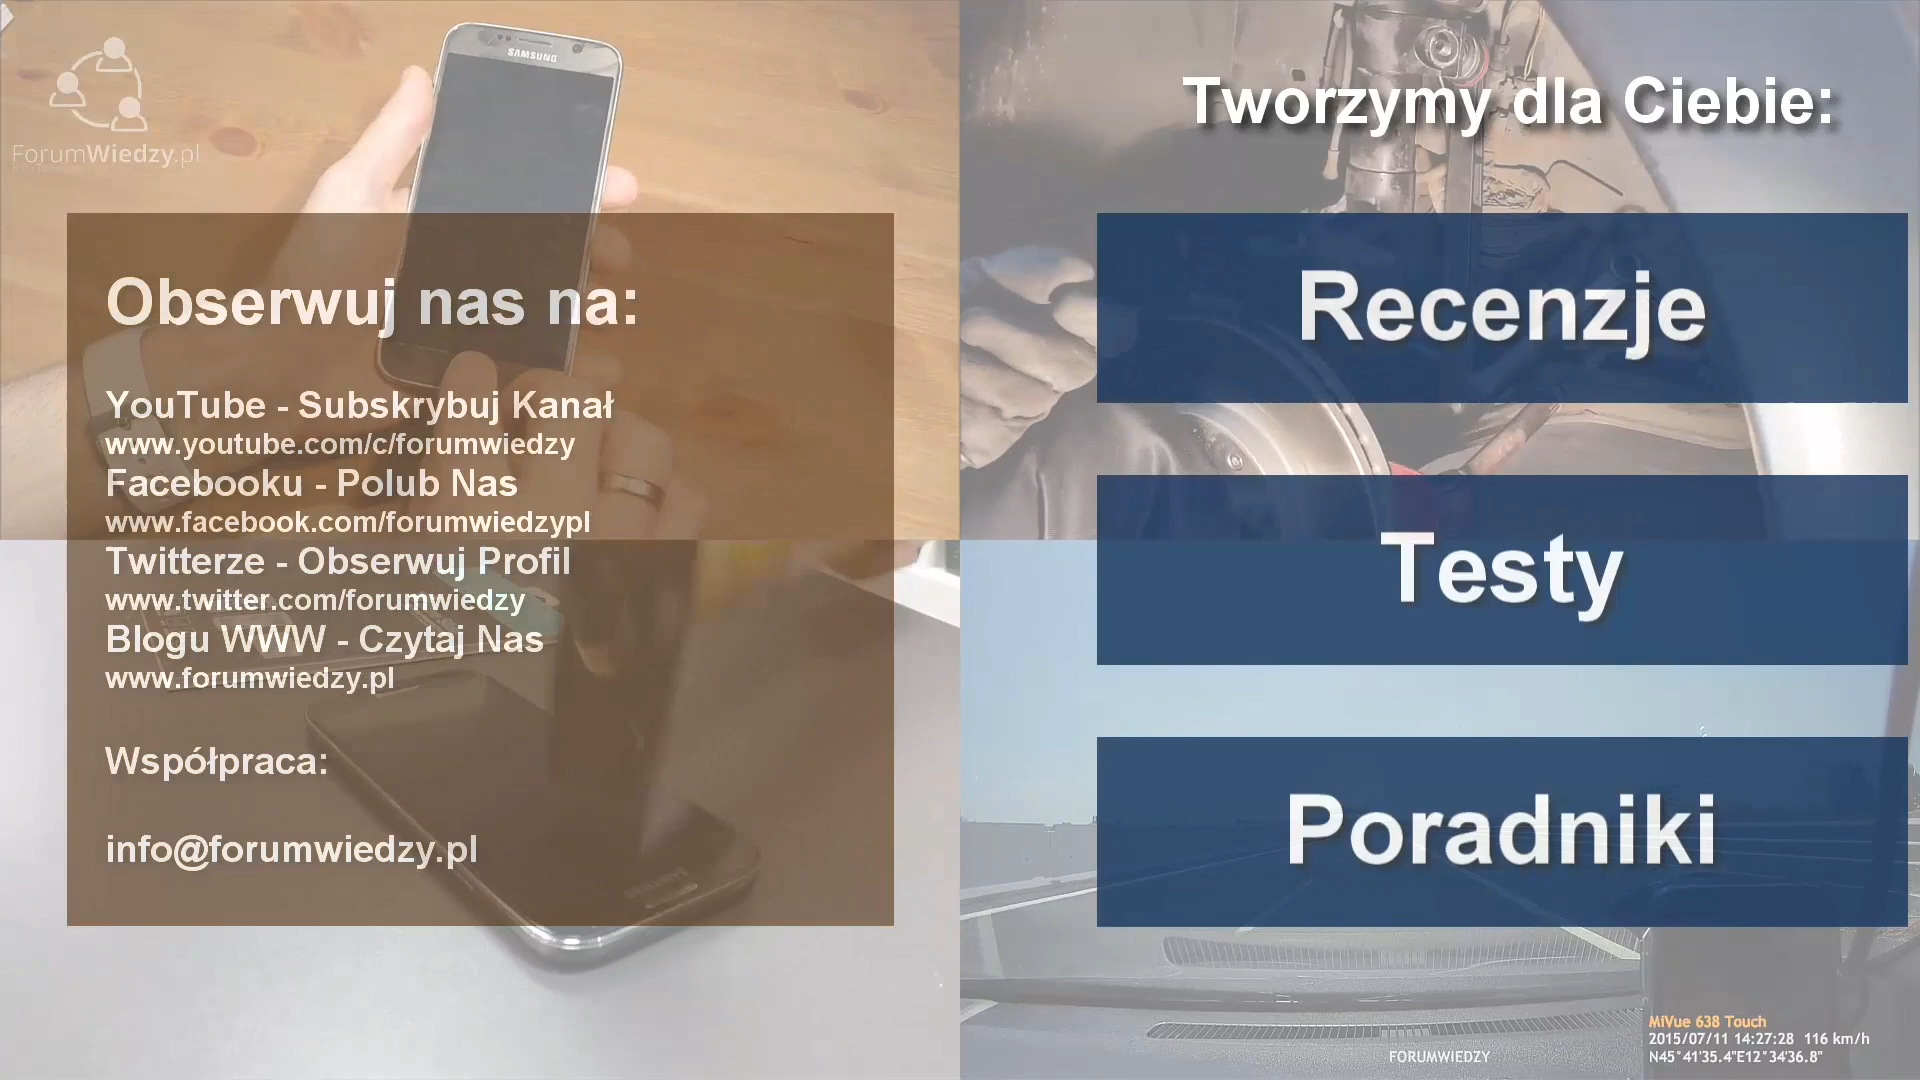 SAMSUNG
ForumWiedzy.pl
Tworzymy dla Ciebie:
Obserwuj nas na:
YouTube - Subskrybuj Kanał
www.youtube.com/c/forumwiedzy
Facebooku - Polub Nas
www.facebook.com/forumwiedzypl
Twitterze - Obserwuj Profil
www.twitter.com/forumwiedzy
Blogu WWW - Czytaj Nas
www.forumwiedzy.pl
Współpraca:
info@forumwiedzy.pl
Recenzje
Testy
Poradniki
MiVue 638 Touch
2015/07/11 14:27:28 116 km/h
N45°41'35.4"E12°34'36.8"
FORUMWIEDZY